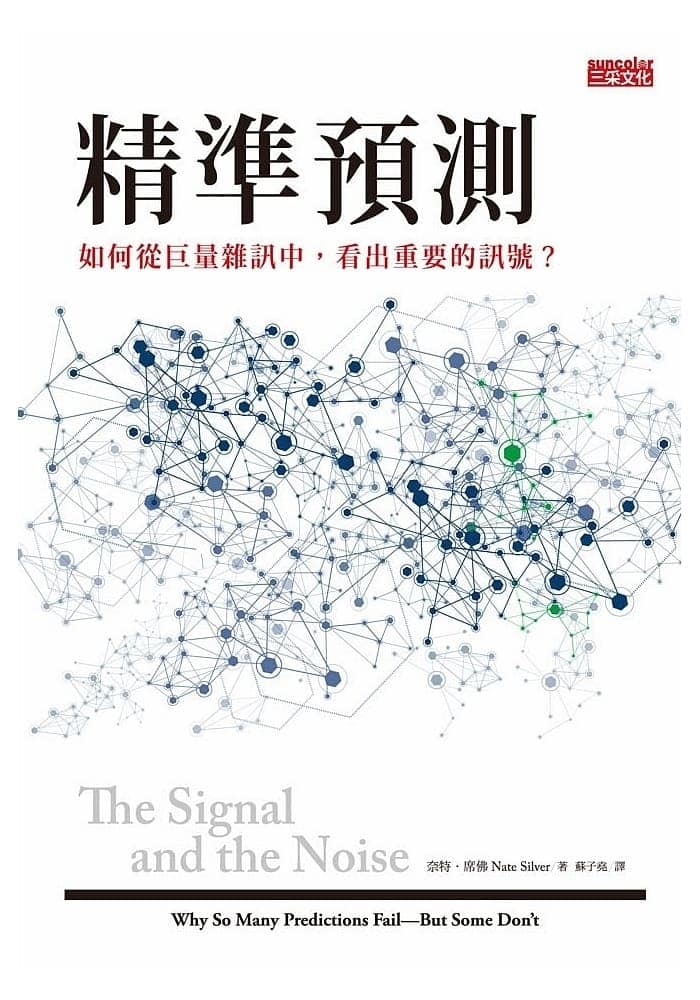 suncolor
三采文化
精準預測
如何從巨量雜訊中，看出重要的訊號？
The Signal
and the Noise
奈特・席佛 Nate Silver/著 蘇子堯/譯
Why So Many Predictions Fail—But Some Don't